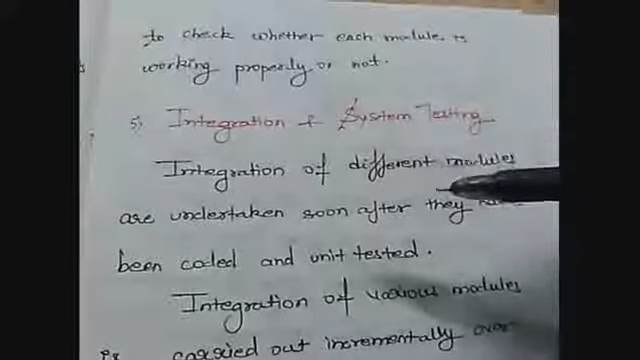 to check whether each module is
working properly or not.
5) Integration & System Testing
Integration of different modules
are undertaken soon after they
been coded and unit tested.
Integration of various modules
carried out incrementally over